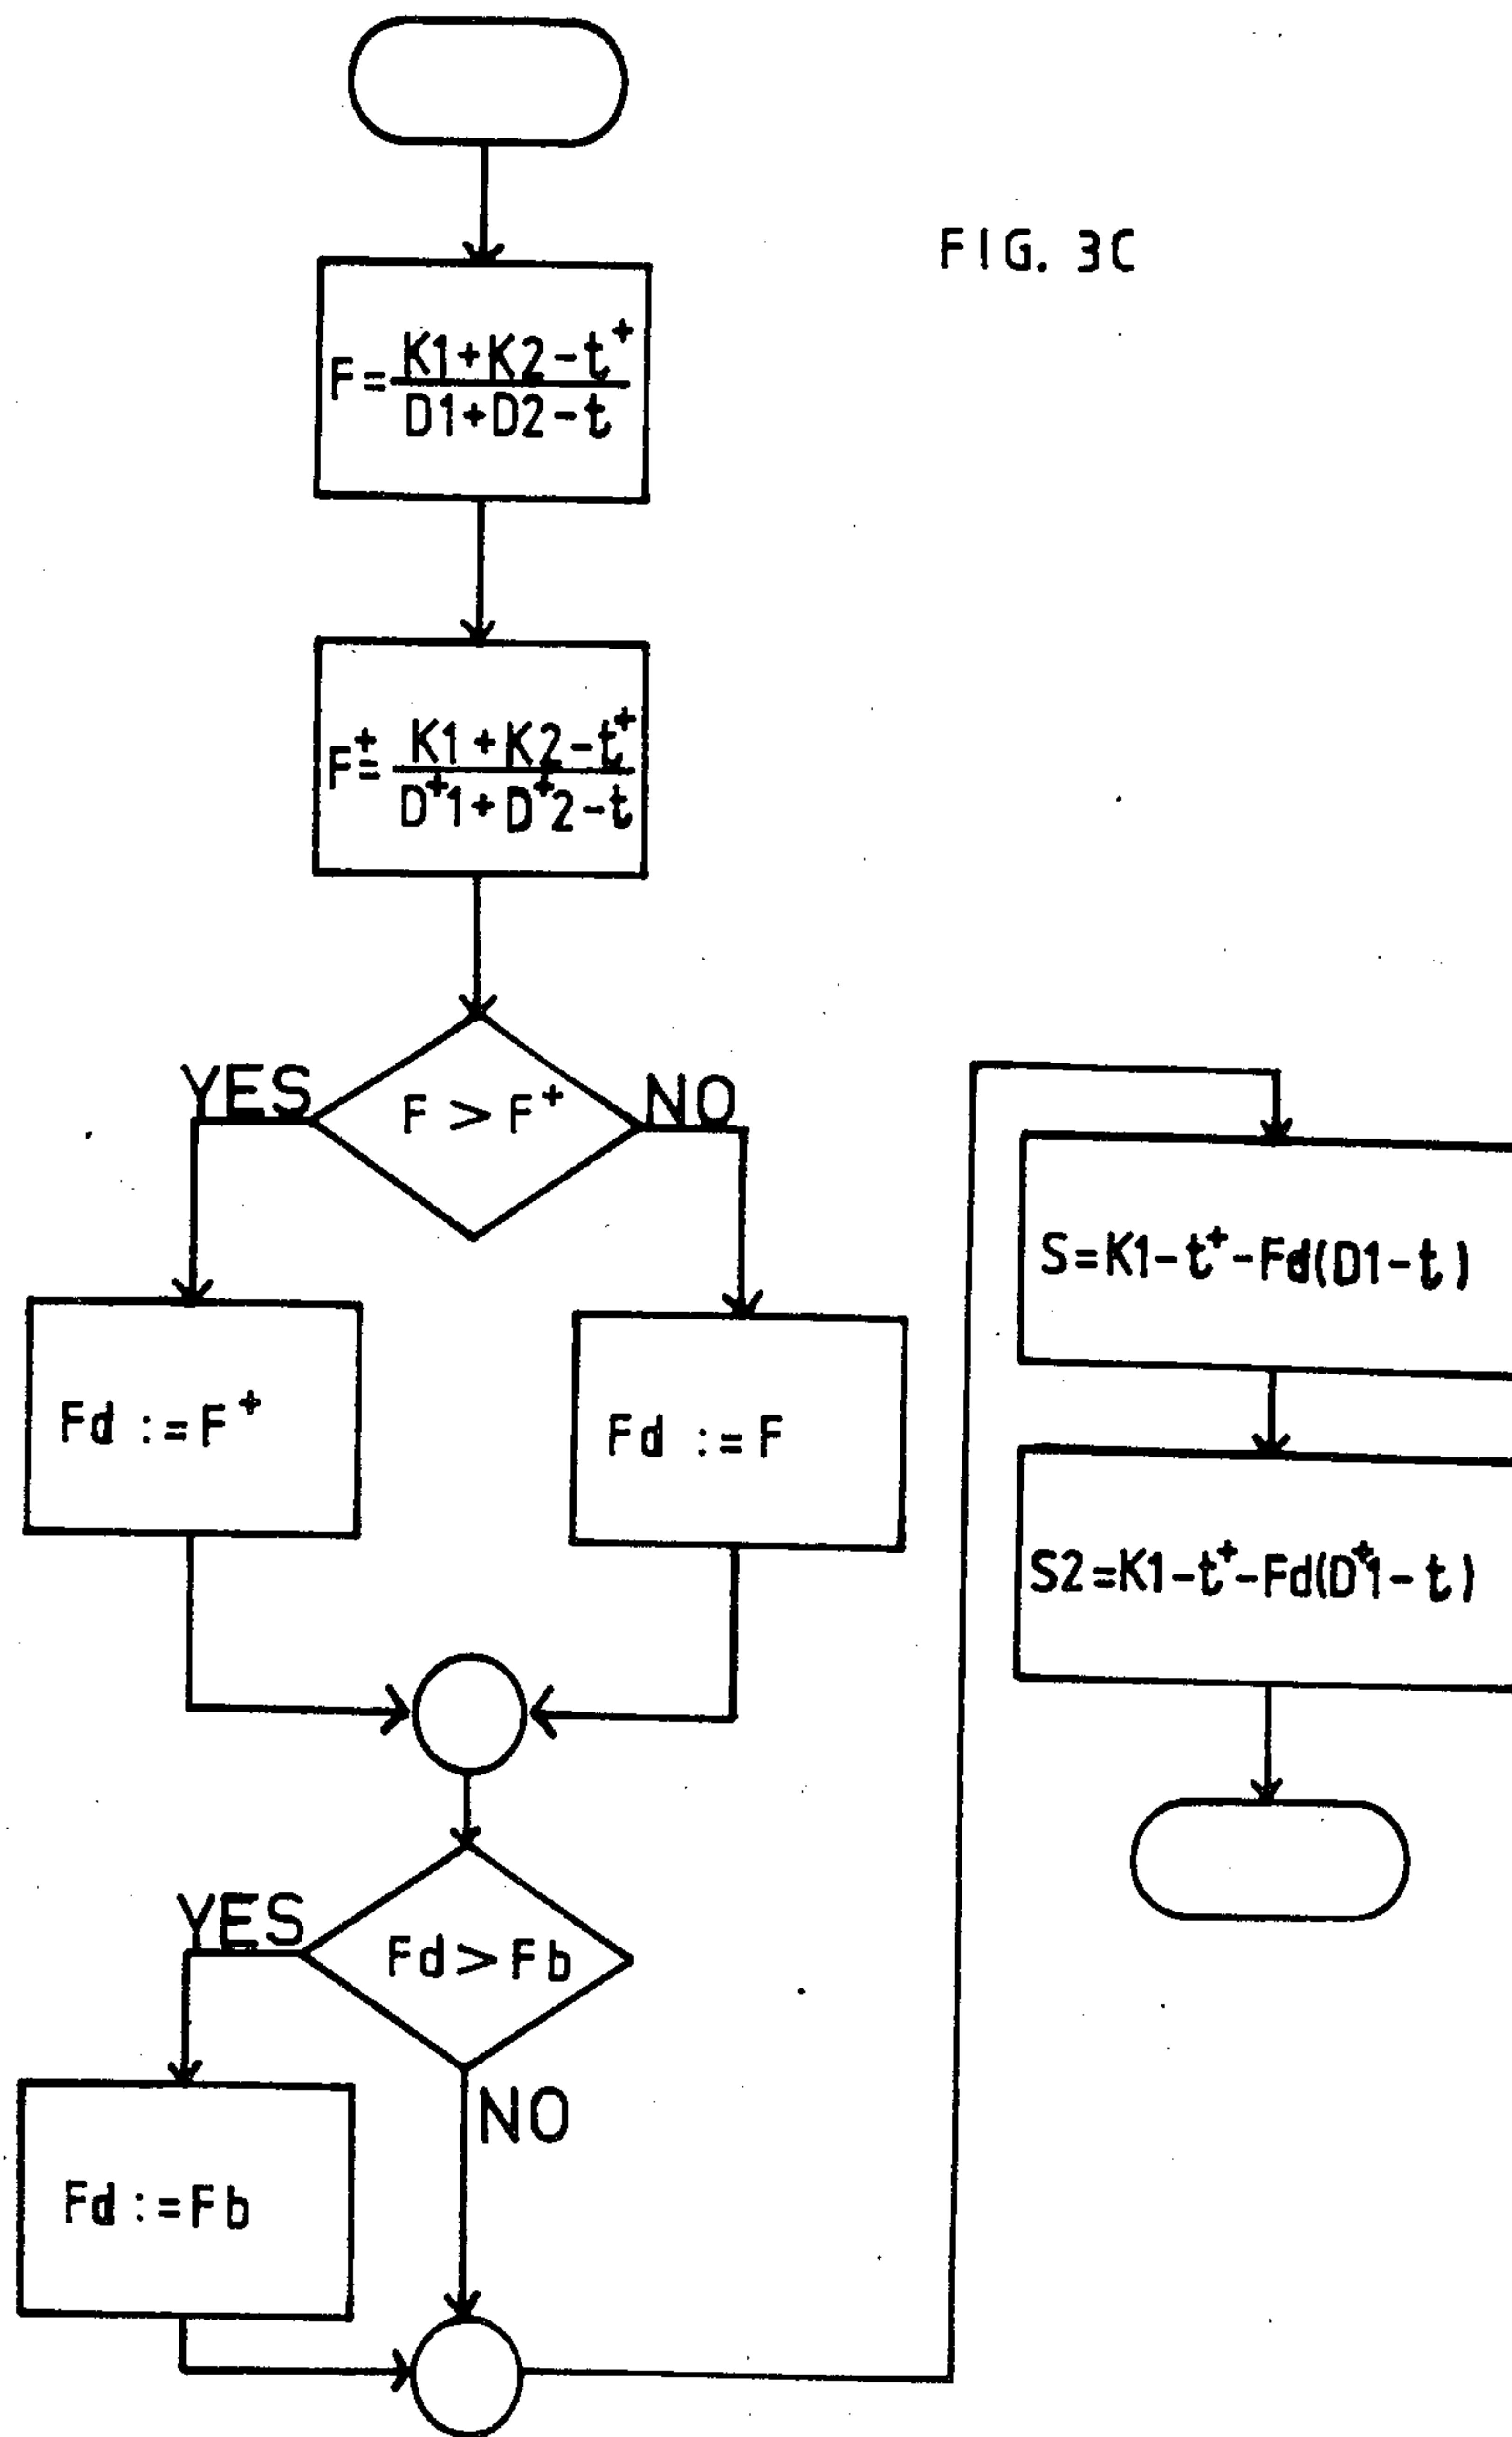 FIG. 3C
F=
K1+K2-t⁺
D1+D2-t
F⁺=
K1+K2-t⁺
D⁺1+D⁺2-t
YES
F > F⁺
NO
Fd :=F⁺
Fd :=F
YES
Fd>Fb
NO
Fd :=Fb
S=K1-t⁺-Fd(D1-t)
S2=K1-t⁺-Fd(D⁺1-t)